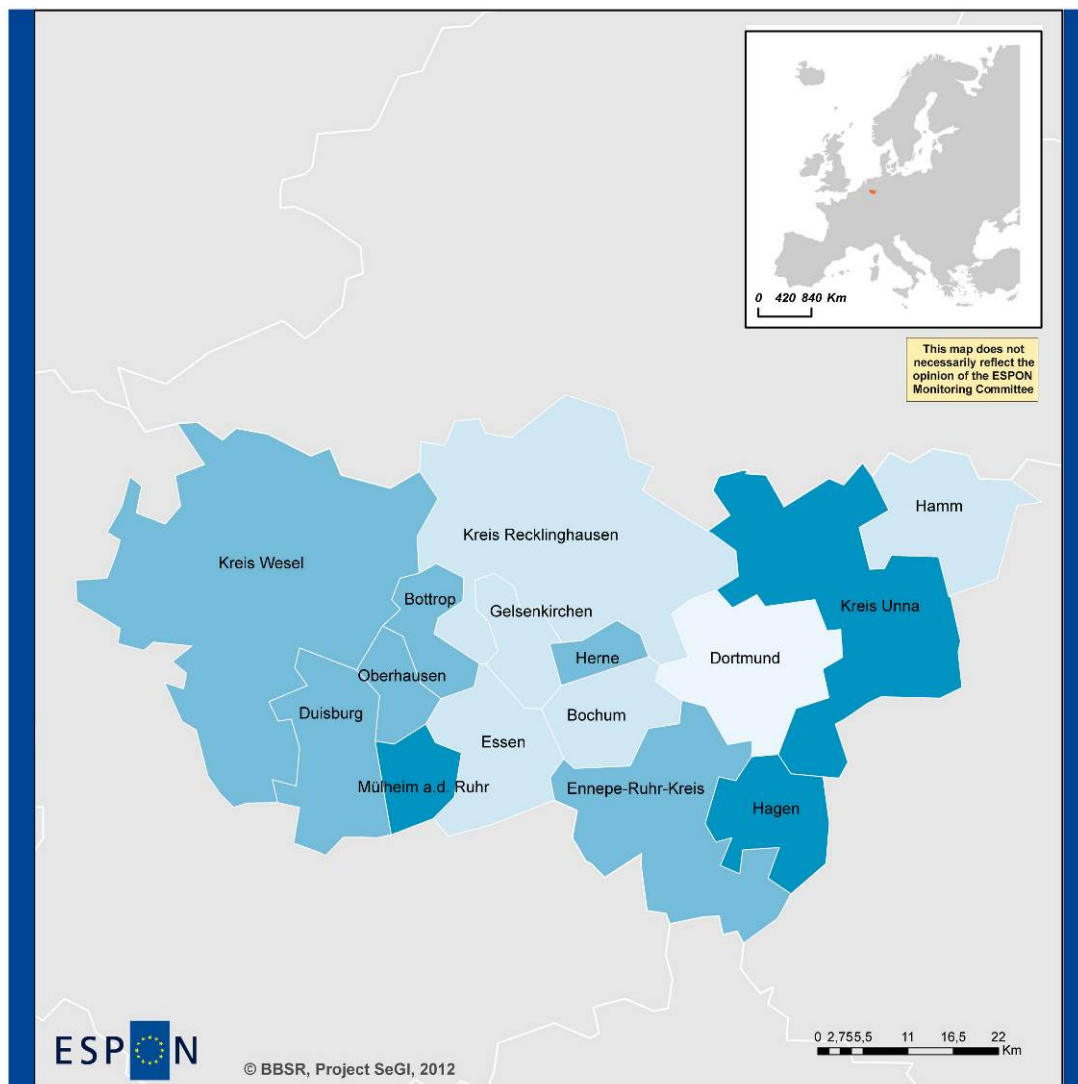 0 420 840 Km
This map does not
necessarily reflect the
opinion of the ESPON
Monitoring Committee
Hamm
Kreis Recklinghausen
Kreis Wesel
Bottrop
Gelsenkirchen
Kreis Unna
Herne
Dortmund
Oberhausen
Duisburg
Bochum
Essen
Mülheim a.d. Ruhr
Ennepe-Ruhr-Kreis
Hagen
0 2,75 5,5 11 16,5 22
Km
ESPON
© BBSR, Project SeGI, 2012